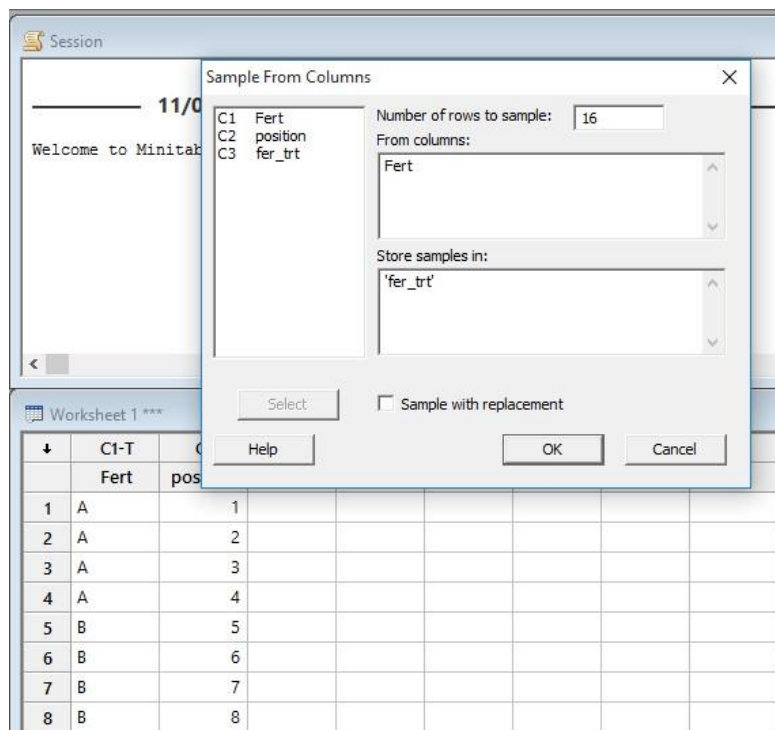 Session
11/0
Welcome to Minitab
Sample From Columns
C1 Fert
C2 position
C3 fer_trt
Number of rows to sample: 16
From columns:
Fert
Store samples in:
'fer_trt'
Select
Sample with replacement
Help
OK
Cancel
Worksheet 1 ***
C1-T
Fert pos
1 A 1
2 A 2
3 A 3
4 A 4
5 B 5
6 B 6
7 B 7
8 B 8